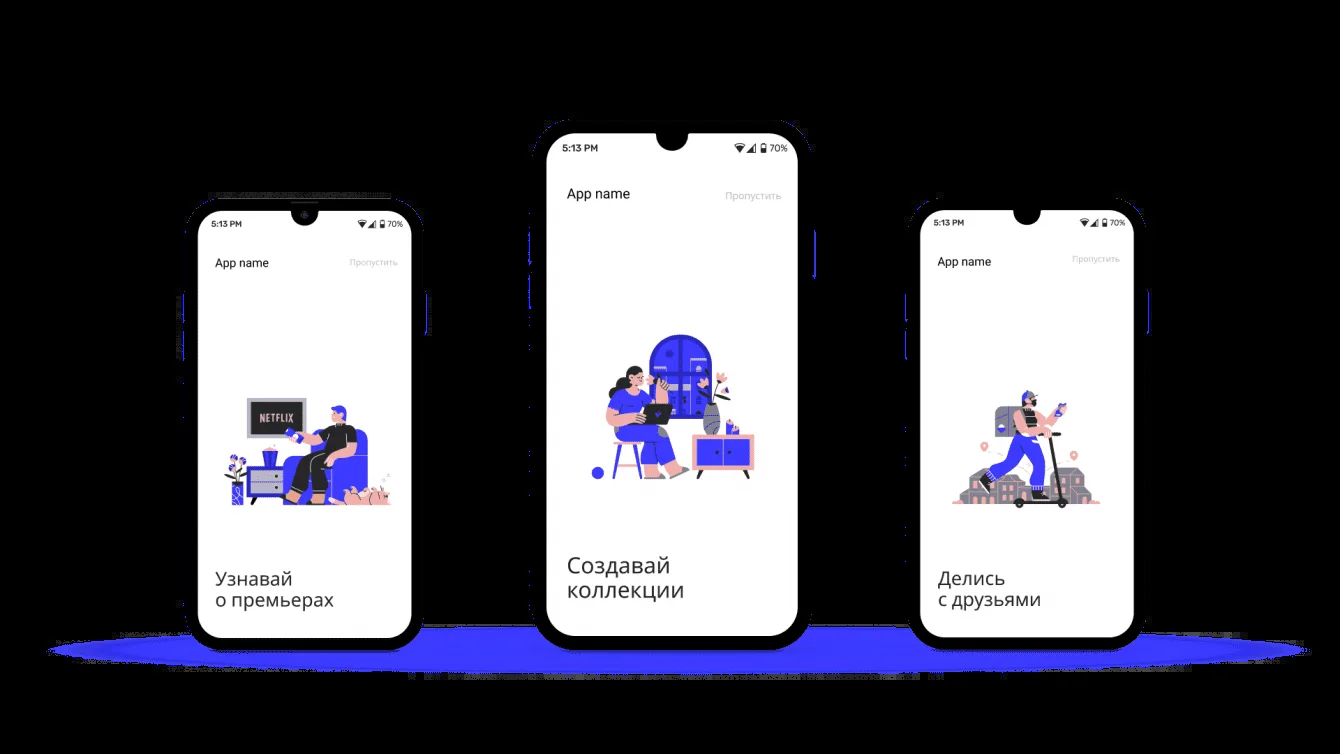 5:13 PM
70%
App name
Пропустить
NETFLIX
Узнавай
о премьерах
5:13 PM
70%
App name
Пропустить
Создавай
коллекции
5:13 PM
70%
App name
Пропустить
Делись
с друзьями